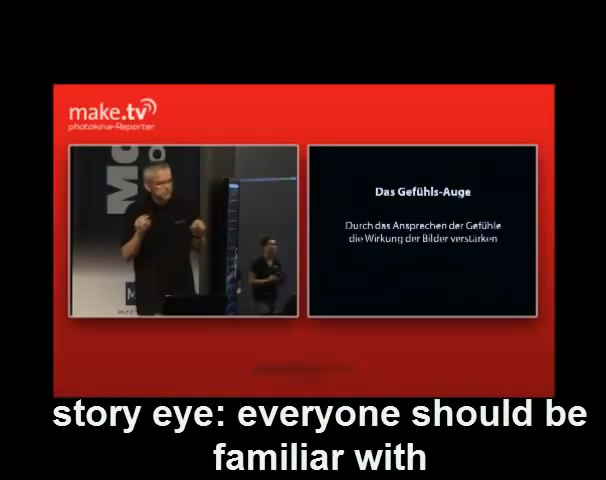 make.tv
photokina-Reporter
Das Gefühls-Auge
Durch das Ansprechen der Gefühle
die Wirkung der Bilder verstärken
story eye: everyone should be
familiar with